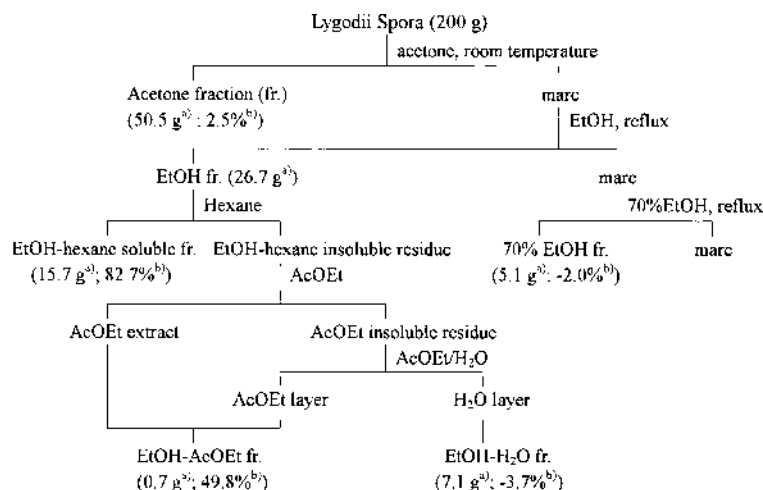 Lygodii Spora (200 g)
acetone, room temperature
Acetone fraction (fr.)
(50.5 g a) : 2.5% b))
marc
EtOH, reflux
EtOH fr. (26.7 g a))
marc
Hexane
70%EtOH, reflux
EtOH-hexane soluble fr.
(15.7 g a); 82.7% b))
EtOH-hexane insoluble residue
AcOEt
70% EtOH fr.
(5.1 g a): -2.0% b))
marc
AcOEt extract
AcOEt insoluble residue
AcOEt/H2O
AcOEt layer
H2O layer
EtOH-AcOEt fr.
(0.7 g a); 49.8% b))
EtOH-H2O fr.
(7.1 g a); -3.7% b))